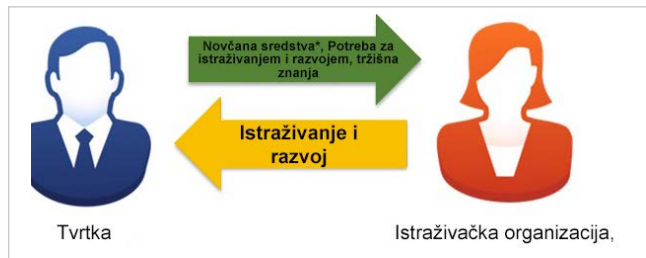 Novčana sredstva*, Potreba za
istraživanjem i razvojem, tržišna
znanja
Istraživanje i
razvoj
Tvrtka
Istraživačka organizacija,